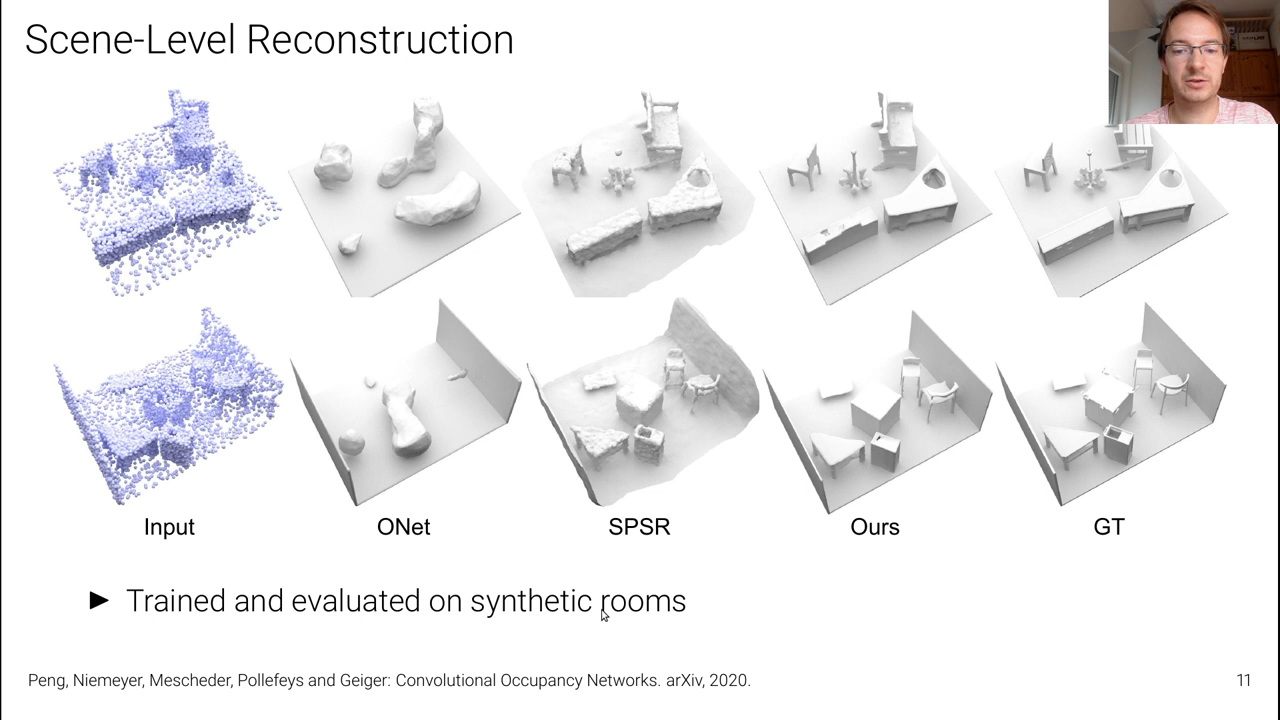 Scene-Level Reconstruction
Input
ONet
SPSR
Ours
GT
► Trained and evaluated on synthetic rooms
Peng, Niemeyer, Mescheder, Pollefeys and Geiger: Convolutional Occupancy Networks. arXiv, 2020.
11